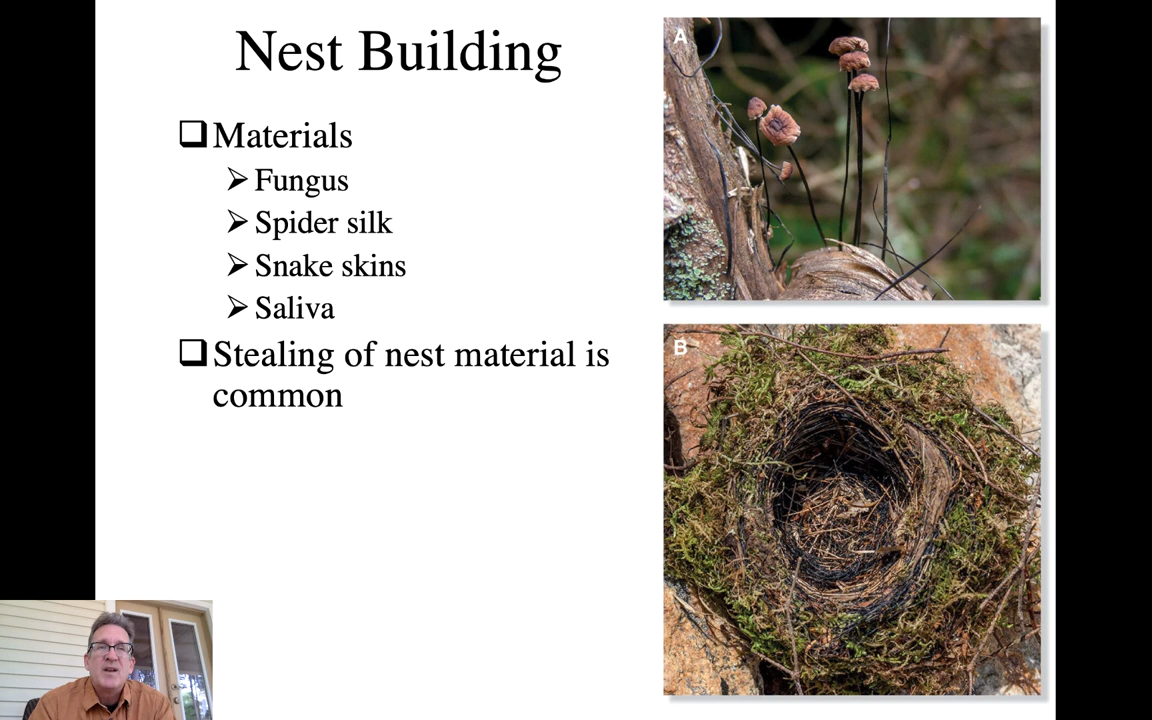 Nest Building
Materials
Fungus
Spider silk
Snake skins
Saliva
Stealing of nest material is
common
A
B